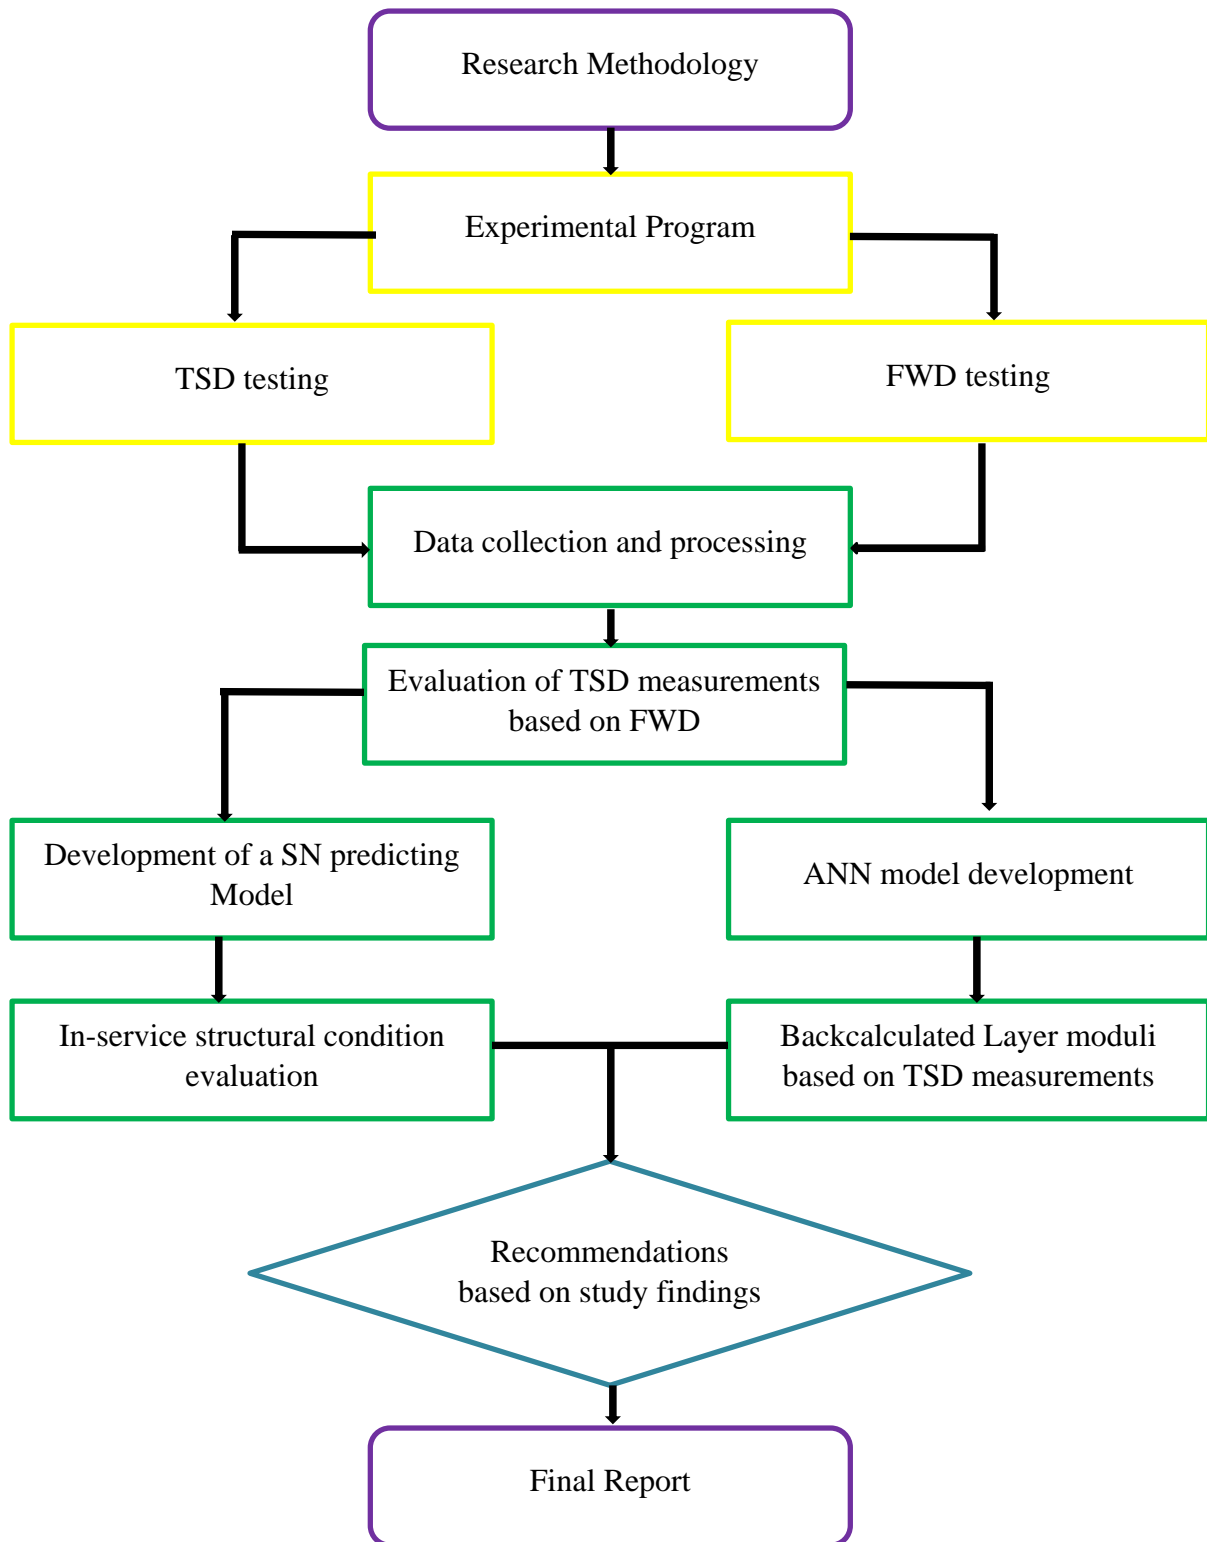 Research Methodology
Experimental Program
TSD testing
FWD testing
Data collection and processing
Evaluation of TSD measurements
based on FWD
Development of a SN predicting
Model
ANN model development
In-service structural condition
evaluation
Backcalculated Layer moduli
based on TSD measurements
Recommendations
based on study findings
Final Report